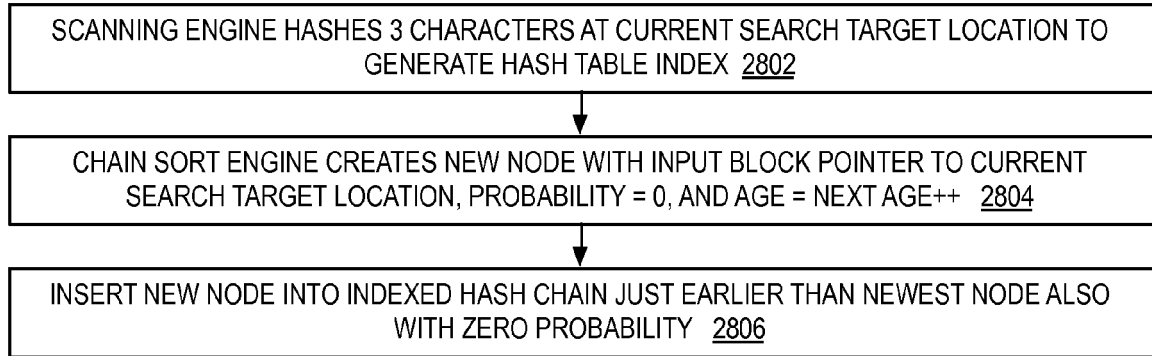 SCANNING ENGINE HASHES 3 CHARACTERS AT CURRENT SEARCH TARGET LOCATION TO
GENERATE HASH TABLE INDEX 2802
CHAIN SORT ENGINE CREATES NEW NODE WITH INPUT BLOCK POINTER TO CURRENT
SEARCH TARGET LOCATION, PROBABILITY = 0, AND AGE = NEXT AGE++ 2804
INSERT NEW NODE INTO INDEXED HASH CHAIN JUST EARLIER THAN NEWEST NODE ALSO
WITH ZERO PROBABILITY 2806